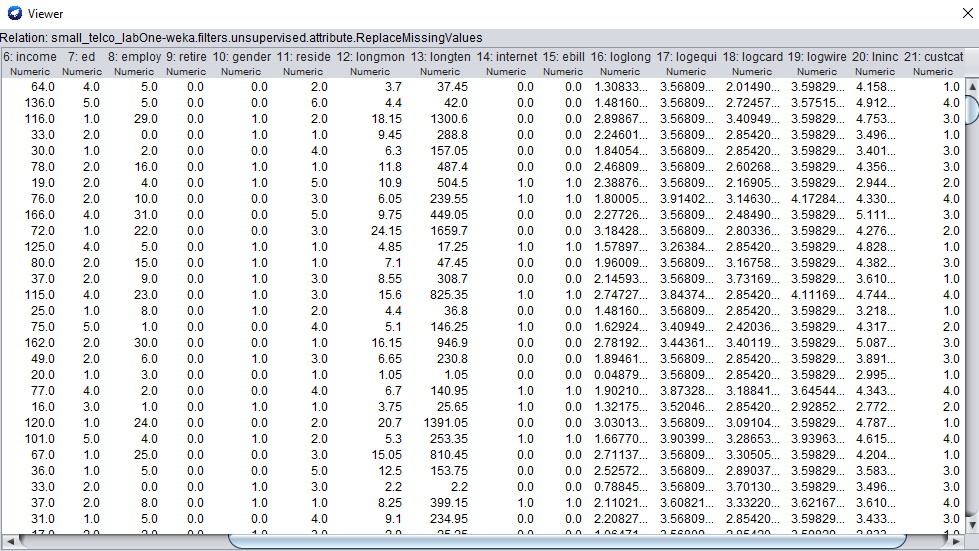 Viewer
Relation: small_telco_labOne-weka.filters.unsupervised.attribute.ReplaceMissingValues
6: income 7: ed 8: employ 9: retire 10: gender 11: reside 12: longmon 13: longten 14: internet 15: ebill 16: loglong 17: logequi 18: logcard 19: logwire 20: lninc 21: custcat
Numeric Numeric Numeric Numeric Numeric Numeric Numeric Numeric Numeric Numeric Numeric Numeric Numeric Numeric Numeric Numeric
64.0 4.0 5.0 0.0 0.0 2.0 3.7 37.45 0.0 0.0 1.30833... 3.56809... 2.01490... 3.59829... 4.158... 1.0
136.0 5.0 5.0 0.0 0.0 6.0 4.4 42.0 0.0 0.0 1.48160... 3.56809... 2.72457... 3.57515... 4.912... 4.0
116.0 1.0 29.0 0.0 1.0 2.0 18.15 1300.6 0.0 0.0 2.89867... 3.56809... 3.40949... 3.59829... 4.753... 3.0
33.0 2.0 0.0 0.0 1.0 1.0 9.45 288.8 0.0 0.0 2.24601... 3.56809... 2.85420... 3.59829... 3.496... 1.0
30.0 1.0 2.0 0.0 0.0 4.0 6.3 157.05 0.0 0.0 1.84054... 3.56809... 2.85420... 3.59829... 3.401... 3.0
78.0 2.0 16.0 0.0 1.0 1.0 11.8 487.4 0.0 0.0 2.46809... 3.56809... 2.60268... 3.59829... 4.356... 3.0
19.0 2.0 4.0 0.0 1.0 5.0 10.9 504.5 1.0 1.0 2.38876... 3.56809... 2.16905... 3.59829... 2.944... 2.0
76.0 2.0 10.0 0.0 0.0 3.0 6.05 239.55 1.0 1.0 1.80005... 3.91402... 3.14630... 4.17284... 4.330... 4.0
166.0 4.0 31.0 0.0 0.0 5.0 9.75 449.05 0.0 0.0 2.27726... 3.56809... 2.48490... 3.59829... 5.111... 3.0
72.0 1.0 22.0 0.0 0.0 3.0 24.15 1659.7 0.0 0.0 3.18428... 3.56809... 2.80336... 3.59829... 4.276... 2.0
125.0 4.0 5.0 0.0 1.0 1.0 4.85 17.25 1.0 1.0 1.57897... 3.26384... 2.85420... 3.59829... 4.828... 1.0
80.0 2.0 15.0 0.0 1.0 1.0 7.1 47.45 0.0 0.0 1.96009... 3.56809... 3.16758... 3.59829... 4.382... 3.0
37.0 2.0 9.0 0.0 1.0 3.0 8.55 308.7 0.0 0.0 2.14593... 3.56809... 3.73169... 3.59829... 3.610... 1.0
115.0 4.0 23.0 0.0 1.0 3.0 15.6 825.35 1.0 1.0 2.74727... 3.84374... 2.85420... 4.11169... 4.744... 4.0
25.0 1.0 8.0 0.0 1.0 2.0 4.4 36.8 0.0 0.0 1.48160... 3.56809... 2.85420... 3.59829... 3.218... 1.0
75.0 5.0 1.0 0.0 0.0 4.0 5.1 146.25 1.0 0.0 1.62924... 3.40949... 2.42036... 3.59829... 4.317... 2.0
162.0 2.0 30.0 0.0 0.0 1.0 16.15 946.9 1.0 0.0 2.78192... 3.44361... 3.40119... 3.59829... 5.087... 3.0
49.0 2.0 6.0 0.0 1.0 3.0 6.65 230.8 0.0 0.0 1.89461... 3.56809... 2.85420... 3.59829... 3.891... 3.0
20.0 1.0 3.0 0.0 1.0 1.0 1.05 1.05 0.0 0.0 0.04879... 3.56809... 2.85420... 3.59829... 2.995... 1.0
77.0 4.0 2.0 0.0 0.0 4.0 6.7 140.95 1.0 1.0 1.90210... 3.87328... 3.18841... 3.64544... 4.343... 4.0
16.0 3.0 1.0 0.0 1.0 1.0 3.75 25.65 1.0 0.0 1.32175... 3.52046... 2.85420... 2.92852... 2.772... 2.0
120.0 1.0 24.0 0.0 0.0 2.0 20.7 1391.05 0.0 0.0 3.03013... 3.56809... 3.09104... 3.59829... 4.787... 1.0
101.0 5.0 4.0 0.0 1.0 2.0 5.3 253.35 1.0 1.0 1.66770... 3.90399... 3.28653... 3.93963... 4.615... 4.0
67.0 1.0 25.0 0.0 0.0 3.0 15.05 810.45 0.0 1.0 2.71137... 3.56809... 3.30505... 3.59829... 4.204... 1.0
36.0 1.0 5.0 0.0 0.0 5.0 12.5 153.75 0.0 0.0 2.52572... 3.56809... 2.89037... 3.59829... 3.583... 3.0
33.0 2.0 0.0 0.0 1.0 3.0 2.2 2.2 0.0 0.0 0.78845... 3.56809... 3.70130... 3.59829... 3.496... 3.0
37.0 2.0 8.0 0.0 1.0 1.0 8.25 399.15 1.0 1.0 2.11021... 3.60821... 3.33220... 3.62167... 3.610... 4.0
31.0 1.0 5.0 0.0 0.0 4.0 9.1 234.95 0.0 0.0 2.20827... 3.56809... 2.85420... 3.59829... 3.433... 3.0